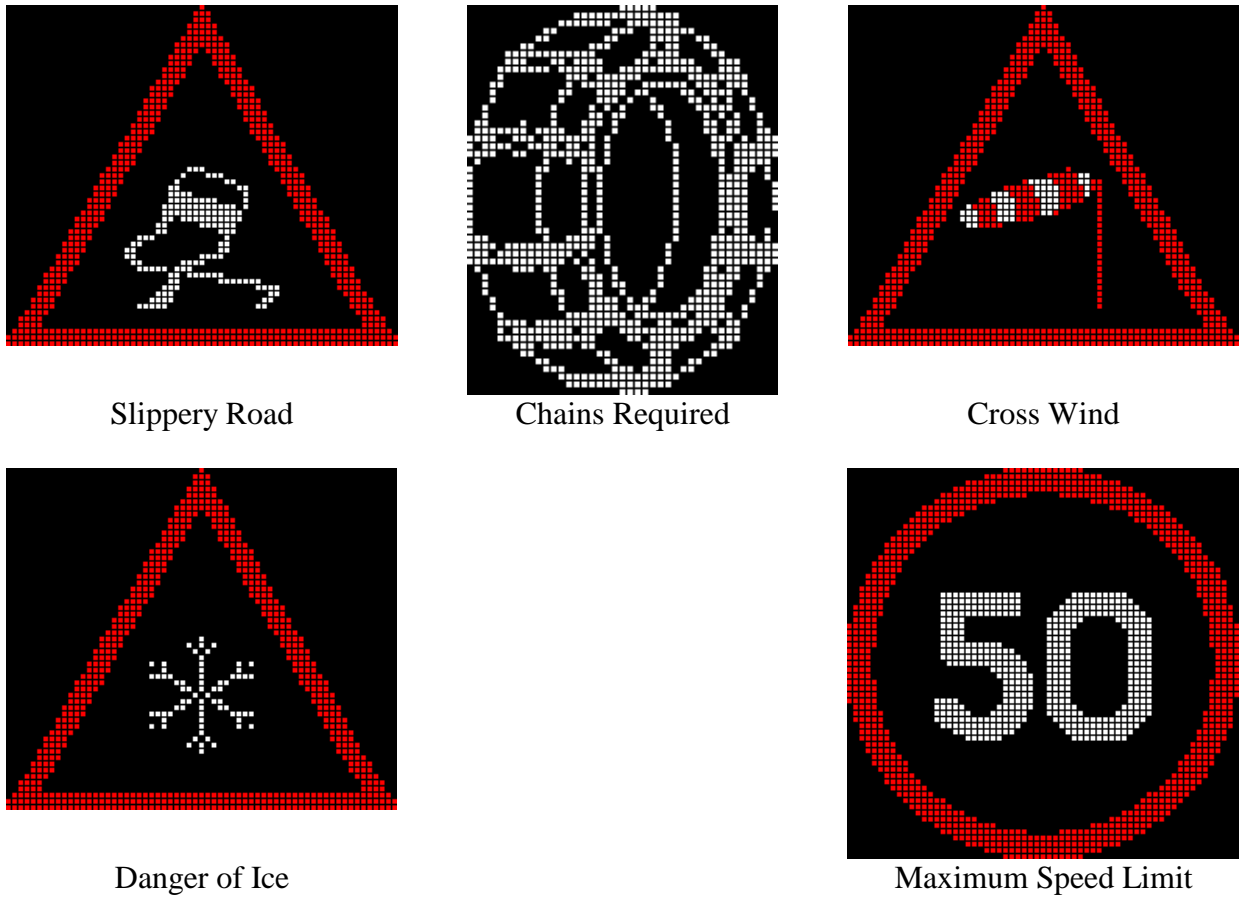 Slippery Road
Chains Required
Cross Wind
50
Danger of Ice
Maximum Speed Limit